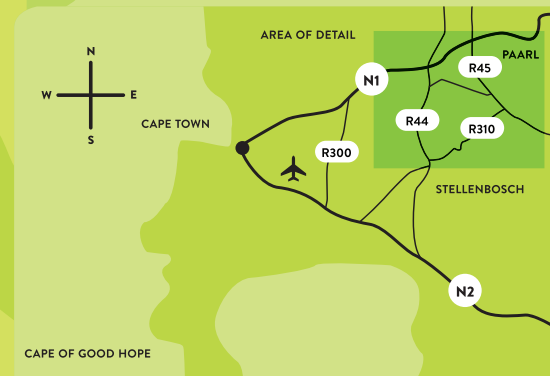 AREA OF DETAIL
N
PAARL
R45
N1
W E
CAPE TOWN
R44
R310
S
R300
STELLENBOSCH
N2
CAPE OF GOOD HOPE